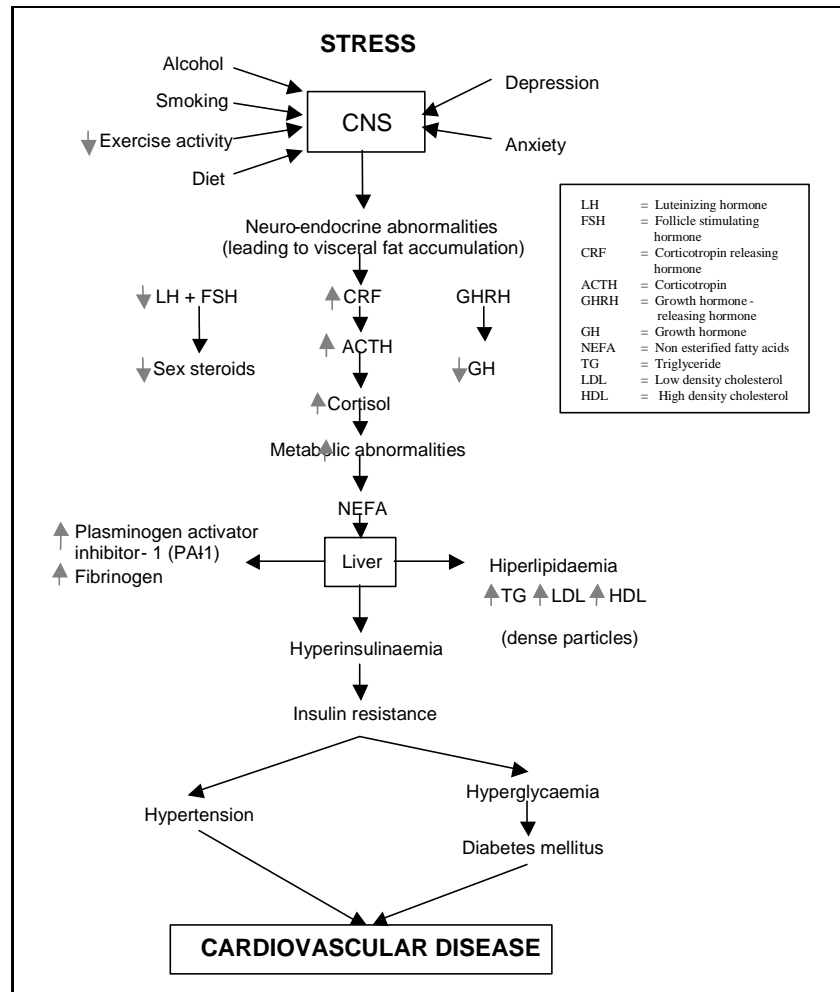 STRESS
Alcohol
Smoking
Exercise activity
Diet
CNS
Depression
Anxiety
Neuro-endocrine abnormalities
(leading to visceral fat accumulation)
LH + FSH
CRF
GHRH
Sex steroids
ACTH
GH
Cortisol
Metabolic abnormalities
NEFA
Plasminogen activator
inhibitor- 1 (PAI-1)
Fibrinogen
Liver
Hiperlipidaemia
TG LDL HDL
(dense particles)
Hyperinsulinaemia
Insulin resistance
Hypertension
Hyperglycaemia
Diabetes mellitus
CARDIOVASCULAR DISEASE
LH = Luteinizing hormone
FSH = Follicle stimulating
hormone
CRF = Corticotropin releasing
hormone
ACTH = Corticotropin
GHRH = Growth hormone -
releasing hormone
GH = Growth hormone
NEFA = Non esterified fatty acids
TG = Triglyceride
LDL = Low density cholesterol
HDL = High density cholesterol